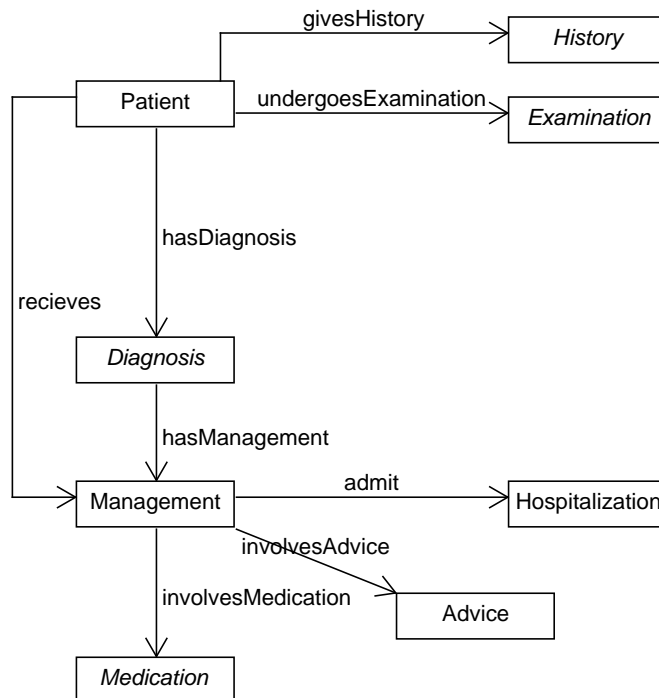 givesHistory
History
Patient
undergoesExamination
Examination
hasDiagnosis
recieves
Diagnosis
hasManagement
Management
admit
Hospitalization
involvesAdvice
involvesMedication
Advice
Medication